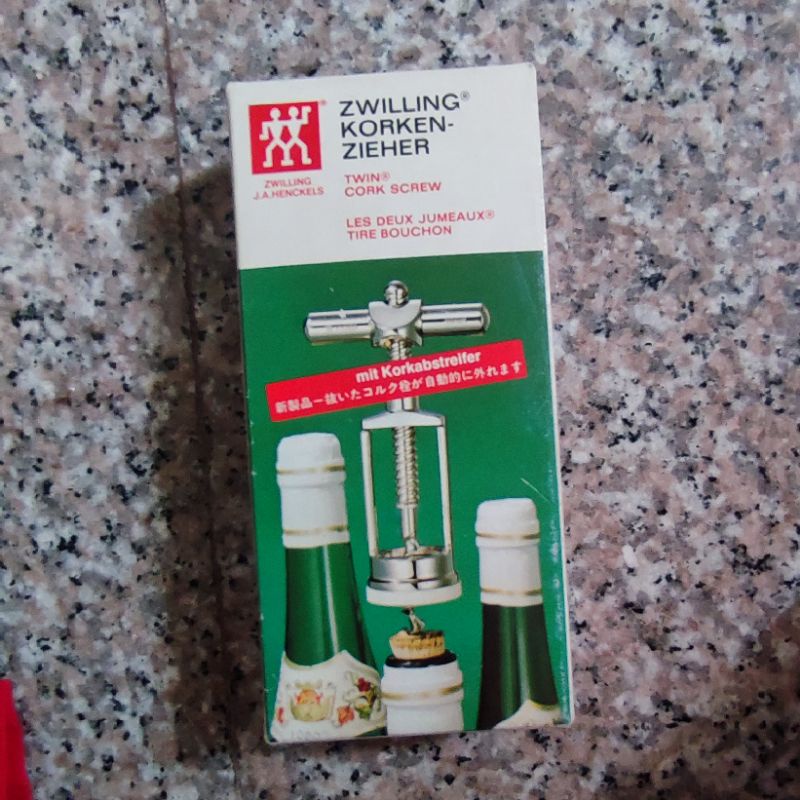 ZWILLING®
KORKEN-
ZIEHER
ZWILLING
J.A.HENCKELS
TWIN®
CORK SCREW
LES DEUX JUMEAUX®
TIRE BOUCHON
mit Korkabstreifer
新製品ー抜いたコルク栓が自動的に外れます